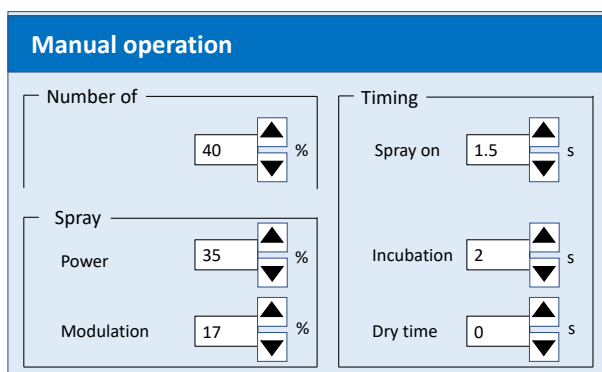 Manual operation
Number of
40 %
Spray
Power 35 %
Modulation 17 %
Timing
Spray on 1.5 s
Incubation 2 s
Dry time 0 s